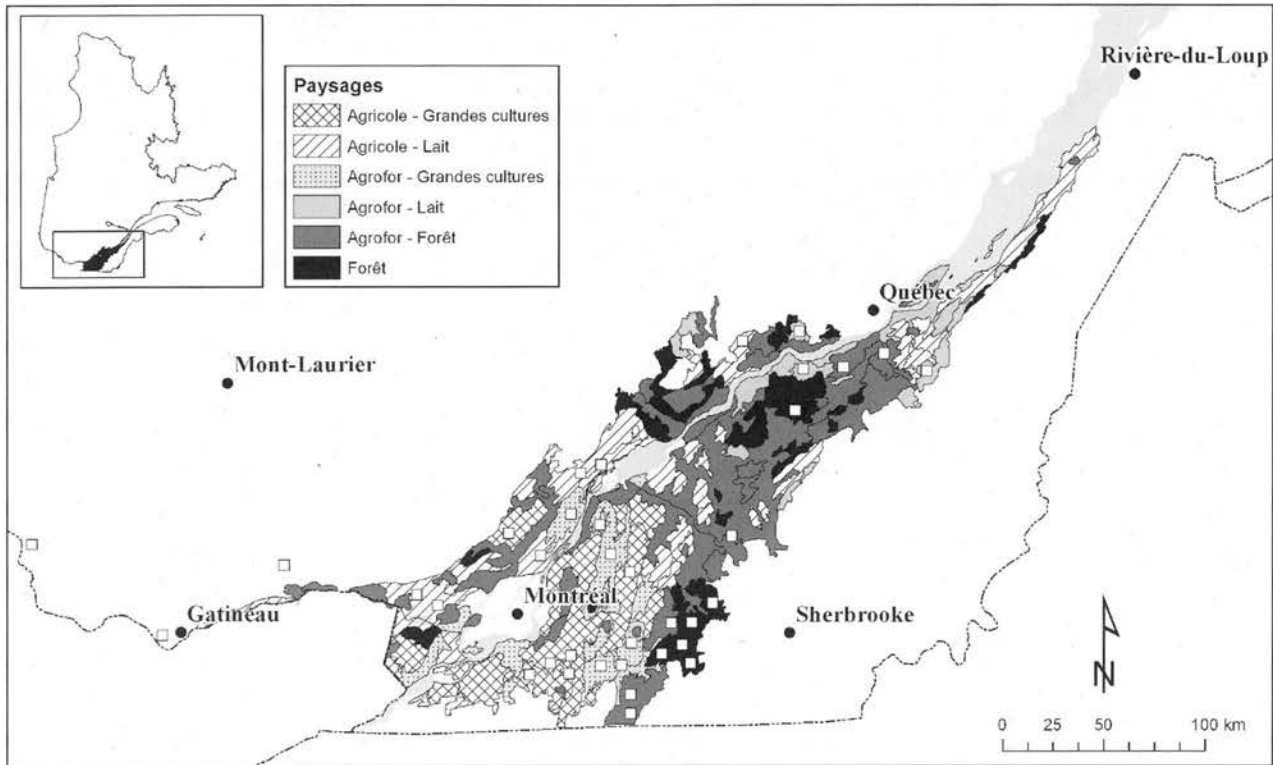 Rivière-du-Loup
Paysages
Agricole - Grandes cultures
Agricole - Lait
Agrofor - Grandes cultures
Agrofor - Lait
Agrofor - Forêt
Forêt
Québec
Mont-Laurier
Montréal
Gatineau
Sherbrooke
N
0 25 50 100 km